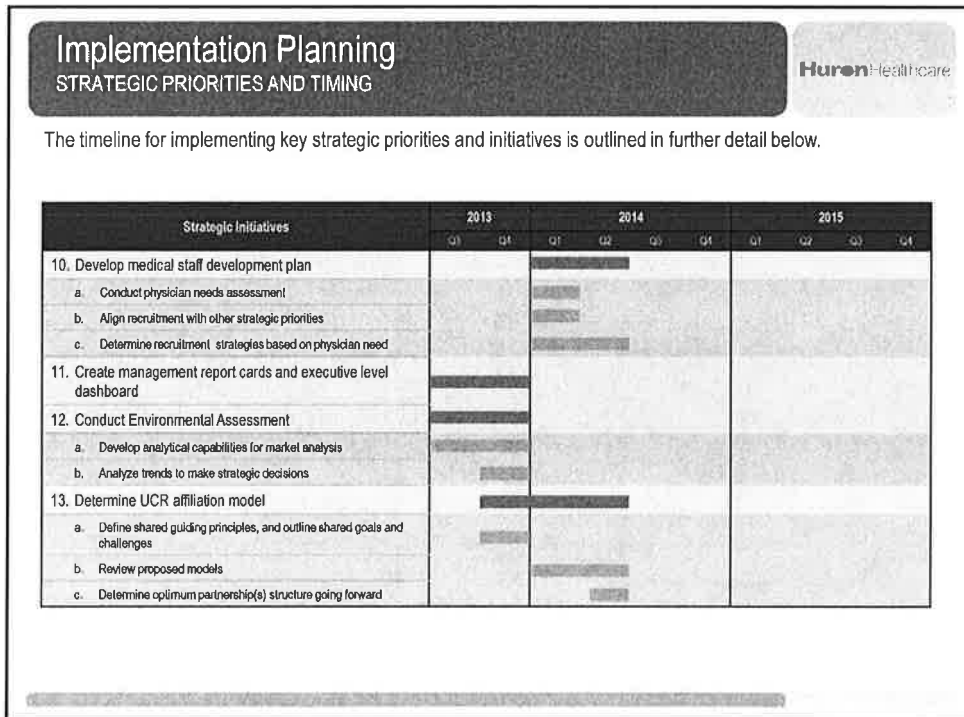 Implementation Planning
STRATEGIC PRIORITIES AND TIMING
HuronHealthcare
The timeline for implementing key strategic priorities and initiatives is outlined in further detail below.
Strategic Initiatives
2013
2014
2015
Q3 Q4 Q1 Q2 Q3 Q4 Q1 Q2 Q3 Q4
10. Develop medical staff development plan
a. Conduct physician needs assessment
b. Align recruitment with other strategic priorities
c. Determine recruitment strategies based on physician need
11. Create management report cards and executive level
dashboard
12. Conduct Environmental Assessment
a. Develop analytical capabilities for market analysis
b. Analyze trends to make strategic decisions
13. Determine UCR affiliation model
a. Define shared guiding principles, and outline shared goals and
challenges
b. Review proposed models
c. Determine optimum partnership(s) structure going forward